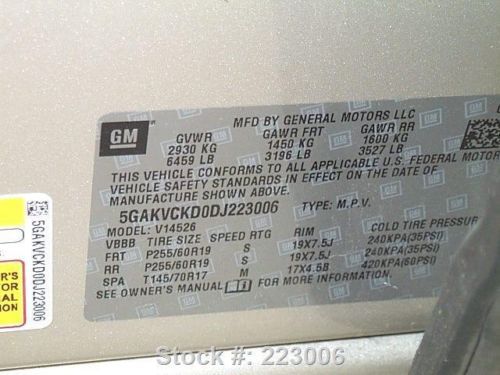 GM
MFD BY GENERAL MOTORS LLC
GVWR GAWR FRT GAWR RR
2930 KG 1450 KG 1600 KG
6459 LB 3196 LB 3527 LB
THIS VEHICLE CONFORMS TO ALL APPLICABLE U.S. FEDERAL MOTOR
VEHICLE SAFETY STANDARDS IN EFFECT ON THE DATE OF
MANUFACTURE SHOWN ABOVE.
5GAKVCKD0DJ223006 TYPE: M.P.V.
MODEL: V14526
VBBB TIRE SIZE SPEED RTG RIM COLD TIRE PRESSURE
FRT P255/60R19 S 19X7.5J 240KPA(35PSI)
RR P255/60R19 S 19X7.5J 240KPA(35PSI)
SPA T145/70R17 M 17X4.5B 420KPA(60PSI)
SEE OWNER'S MANUAL FOR MORE INFORMATION.
5GAKVCKD0DJ223006
Stock #: 223006